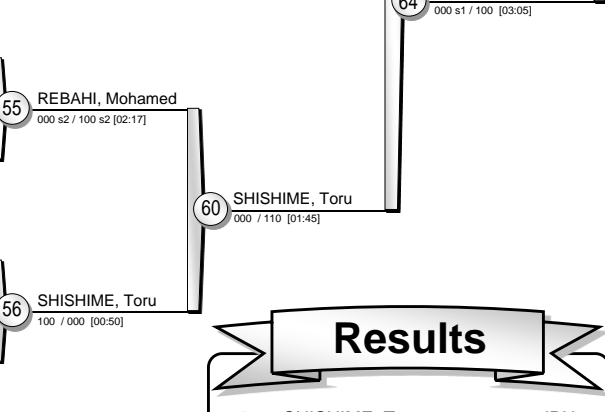 64
000 s1 / 100 [03:05]
55
REBAHI, Mohamed
000 s2 / 100 s2 [02:17]
60
SHISHIME, Toru
000 / 110 [01:45]
56
SHISHIME, Toru
100 / 000 [00:50]
Results